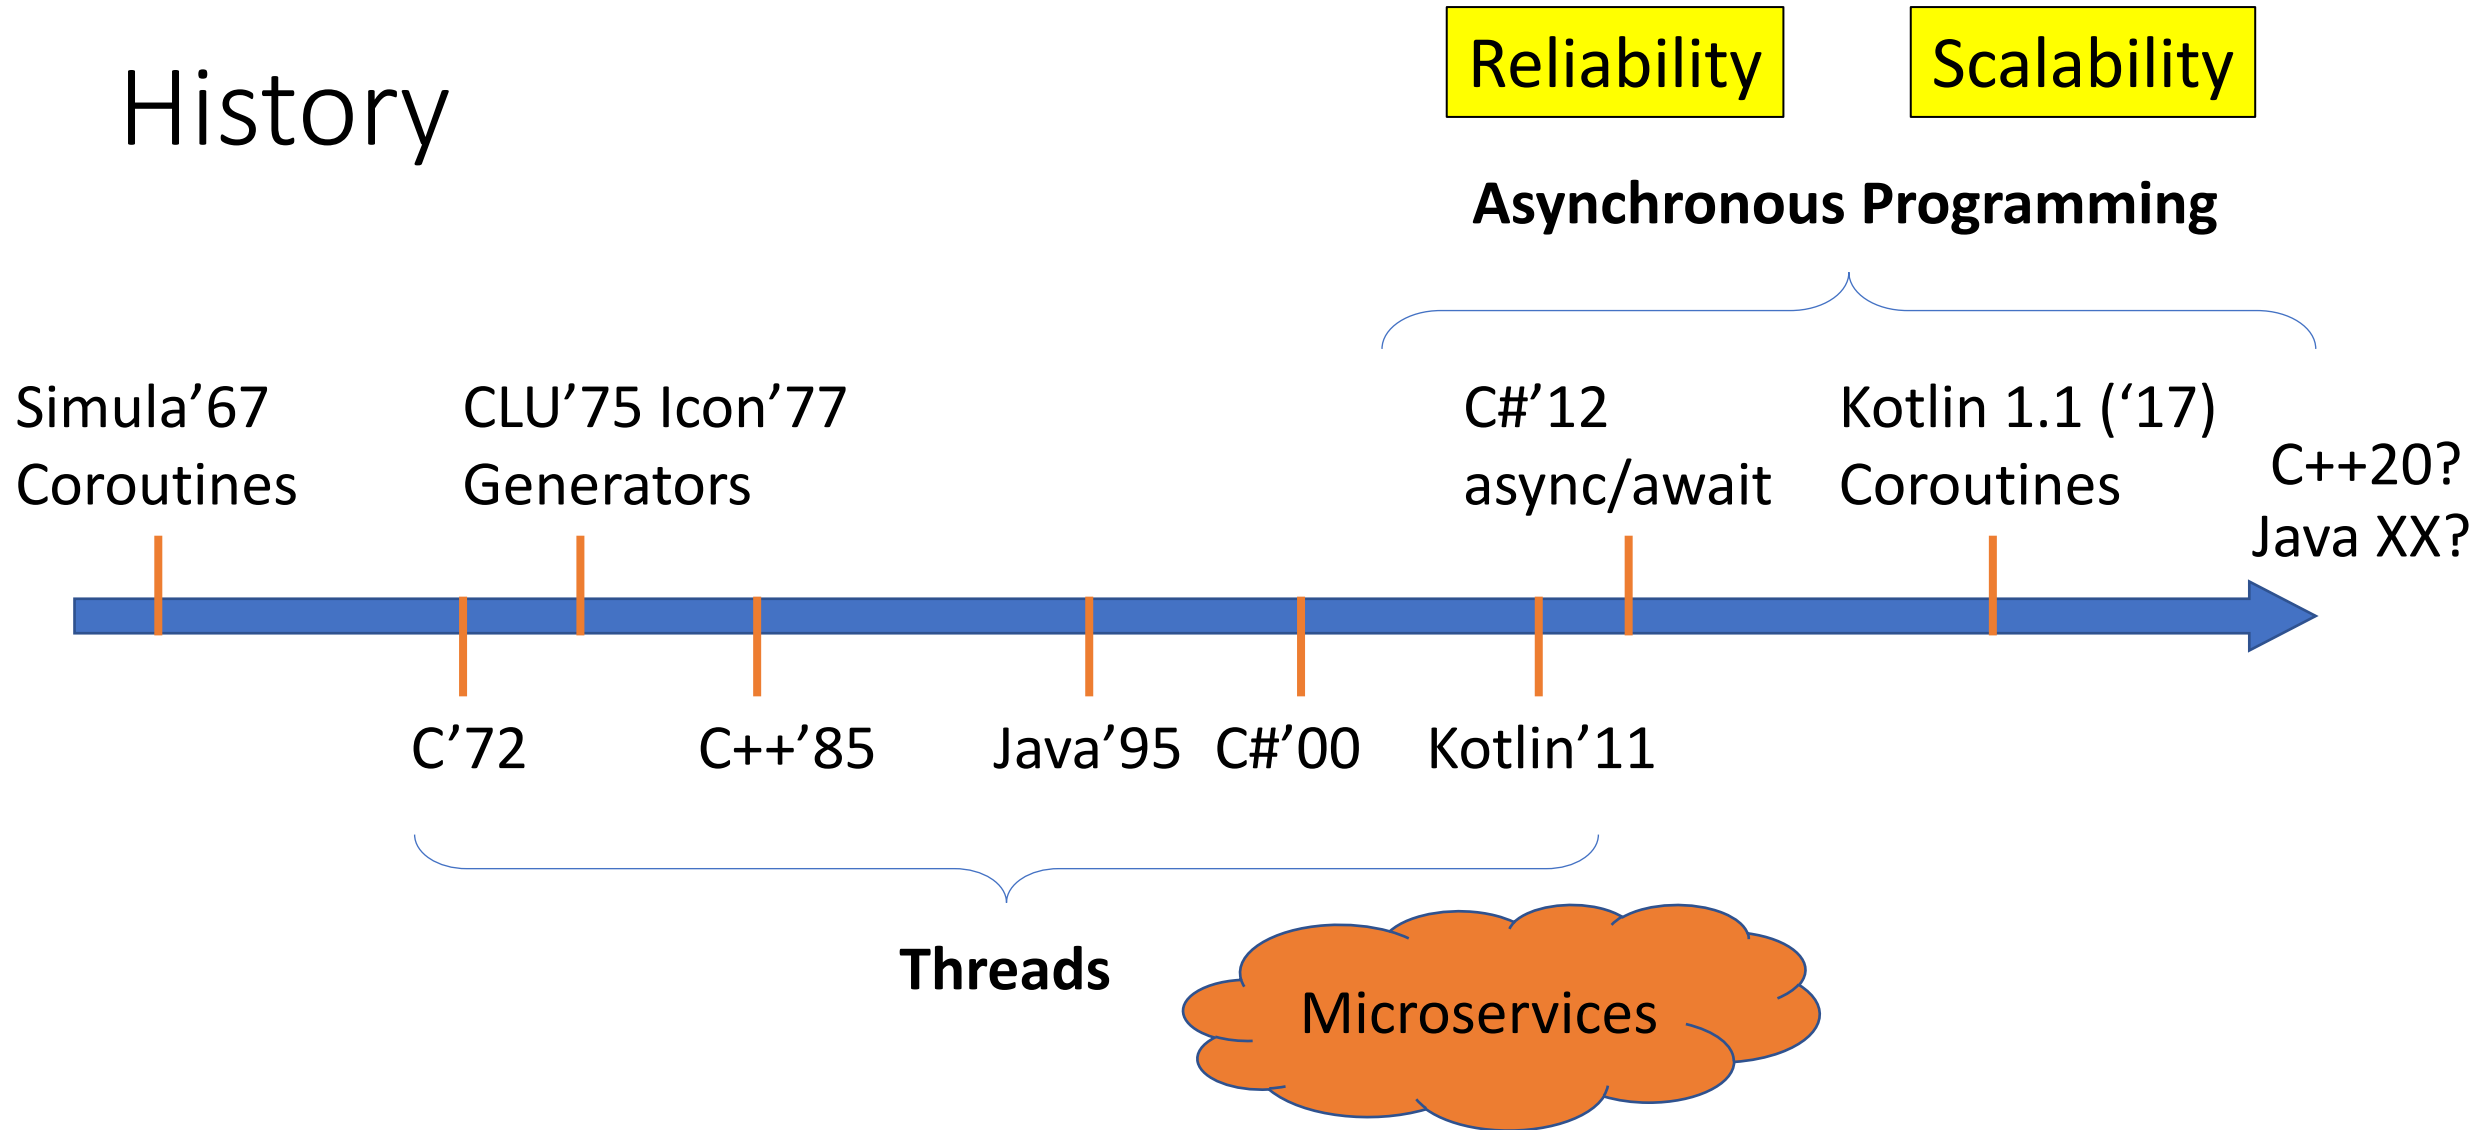 History
Reliability
Scalability
Asynchronous Programming
Simula’67
Coroutines
CLU’75 Icon’77
Generators
C#’12
async/await
Kotlin 1.1 (‘17)
Coroutines
C++20?
Java XX?
C’72
C++’85
Java’95
C#’00
Kotlin’11
Threads
Microservices